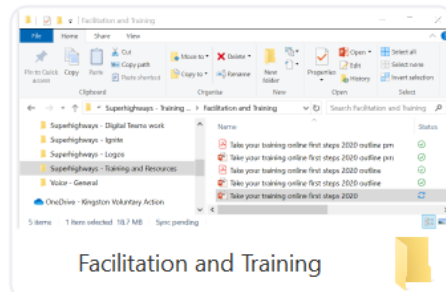 Facilitation and Training
File Home Share View
Pin to Quick access
Copy
Paste
Cut
Copy path
Paste shortcut
Clipboard
Move to
Copy to
Delete
Rename
Organise
New folder
New
Properties
Open
Edit
History
Open
Select all
Select none
Invert selection
Select
Superhighways - Training ... > Facilitation and Training
Search Facilitation and Training
Superhighways - Digital Teams work
Superhighways - Ignite
Superhighways - Logos
Superhighways - Training and Resources
Voice - General
OneDrive - Kingston Voluntary Action
Name Status
Take your training online first steps 2020 outline pvn
Take your training online first steps 2020 outline pvn
Take your training online first steps 2020 outline
Take your training online first steps 2020 outline
Take your training online first steps 2020
5 items 1 item selected 18.7 MB Sync pending
Facilitation and Training